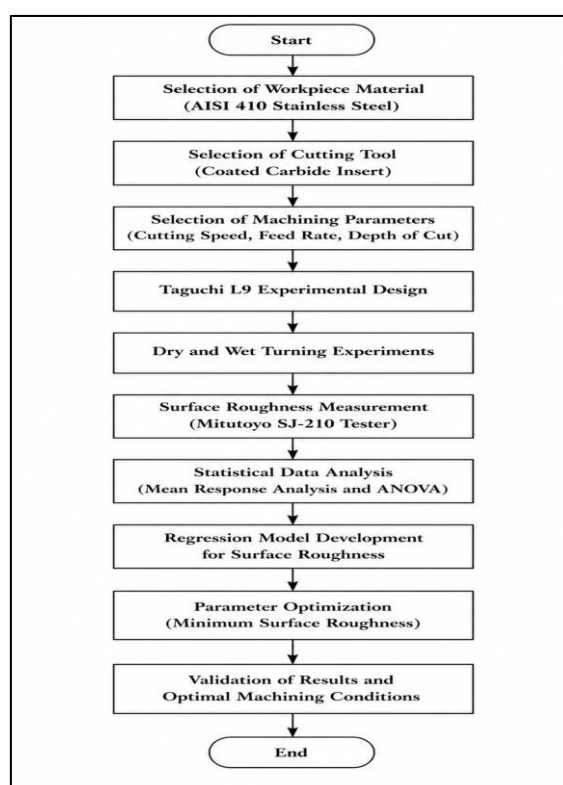 Start
Selection of Workpiece Material
(AISI 410 Stainless Steel)
Selection of Cutting Tool
(Coated Carbide Insert)
Selection of Machining Parameters
(Cutting Speed, Feed Rate, Depth of Cut)
Taguchi L9 Experimental Design
Dry and Wet Turning Experiments
Surface Roughness Measurement
(Mitutoyo SJ-210 Tester)
Statistical Data Analysis
(Mean Response Analysis and ANOVA)
Regression Model Development
for Surface Roughness
Parameter Optimization
(Minimum Surface Roughness)
Validation of Results and
Optimal Machining Conditions
End